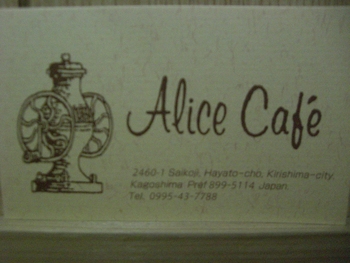 Alice Café
2460-1 Saikoji, Hayato-cho, Kirishima-city.
Kagoshima Pref 899-5114 Japan.
Tel. 0995-43-7788